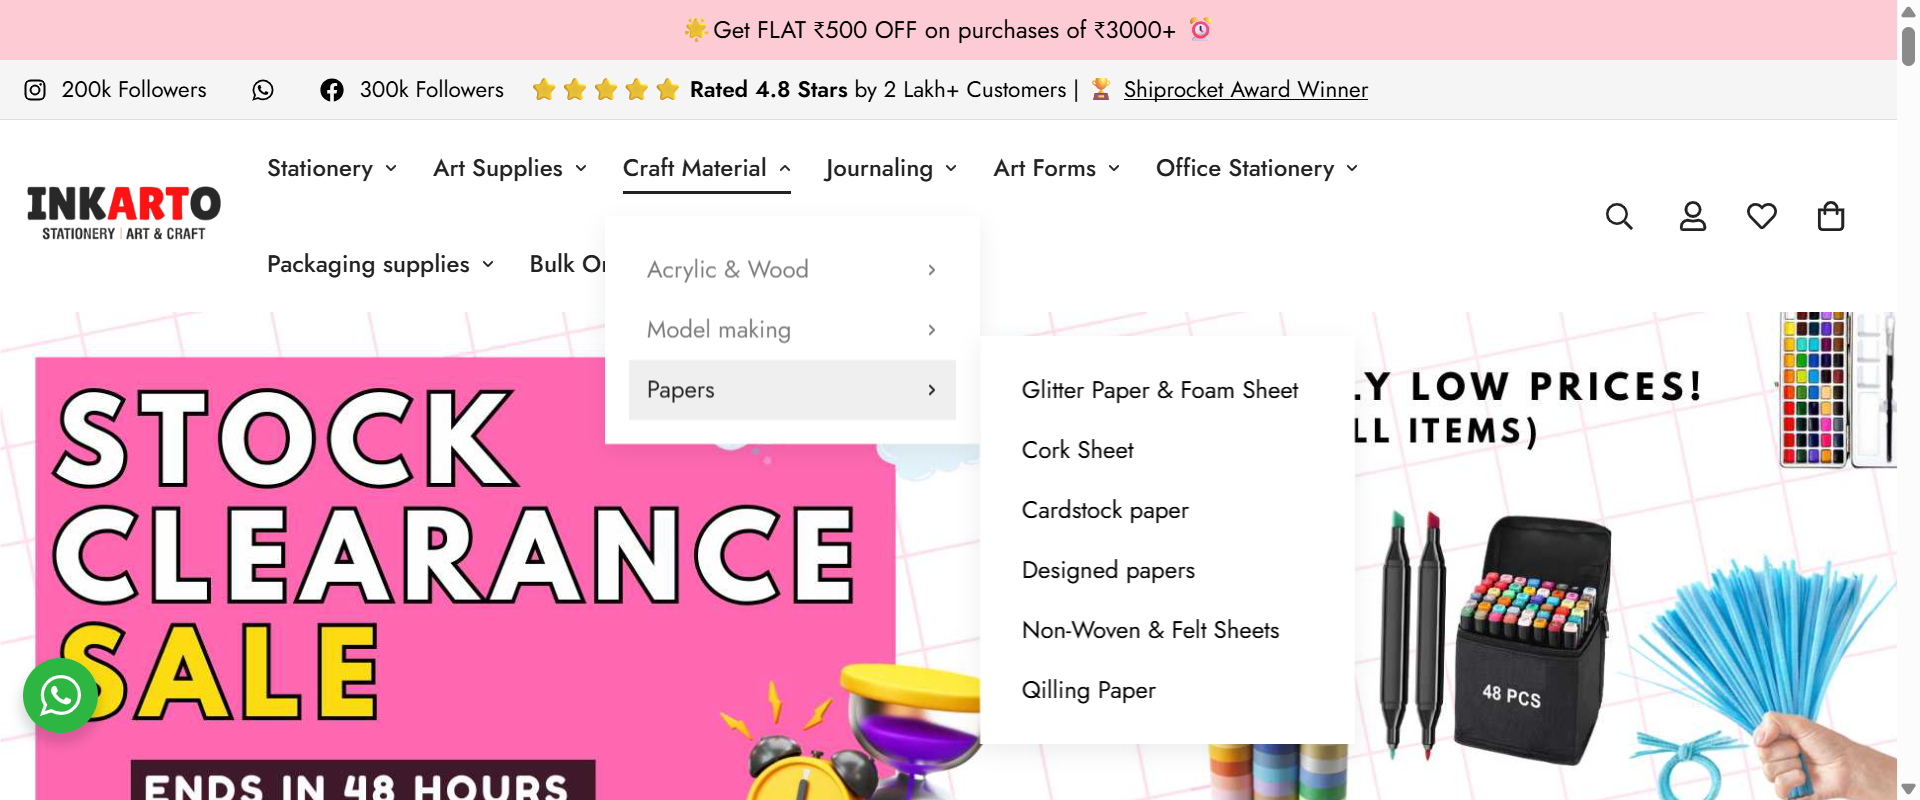 Get FLAT ₹500 OFF on purchases of ₹3000+
200k Followers
300k Followers
Rated 4.8 Stars by 2 Lakh+ Customers |
Shiprocket Award Winner
INKARTO
STATIONERY | ART & CRAFT
Stationery
Art Supplies
Craft Material
Journaling
Art Forms
Office Stationery
Packaging supplies
Bulk
Acrylic & Wood
Model making
Papers
Glitter Paper & Foam Sheet
Cork Sheet
Cardstock paper
Designed papers
Non-Woven & Felt Sheets
Qilling Paper
STOCK
CLEARANCE
SALE
ENDS IN 48 HOURS
LOW PRICES!
ITEMS)
48 PCS